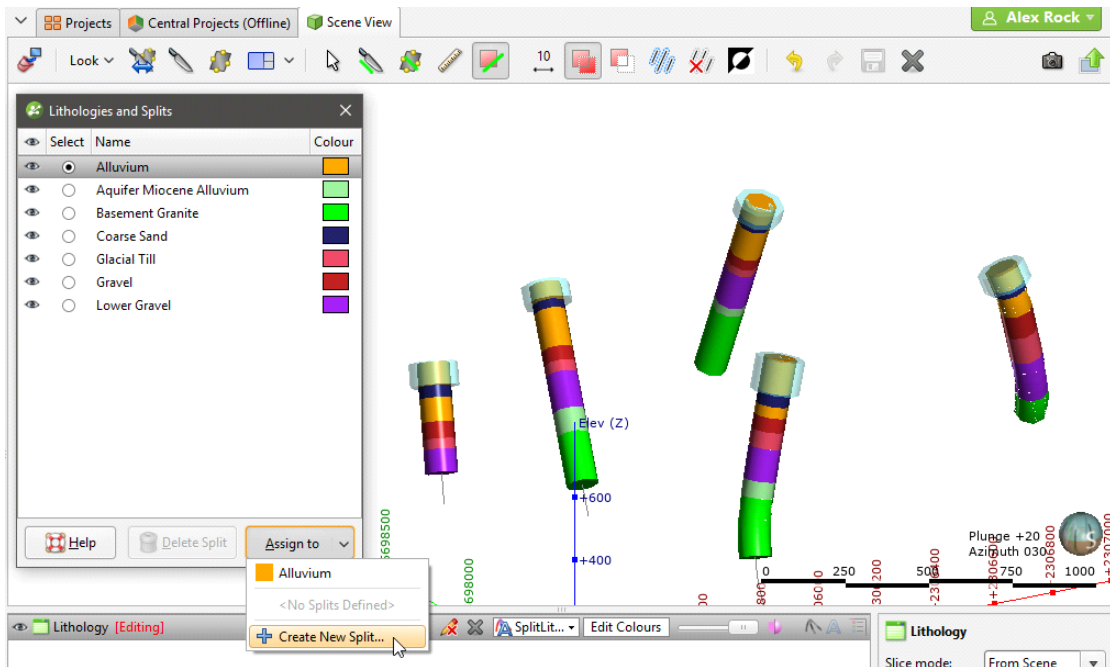 Projects
Central Projects (Offline)
Scene View
Alex Rock
Look
10
Lithologies and Splits
Select Name Colour
Alluvium
Aquifer Miocene Alluvium
Basement Granite
Coarse Sand
Glacial Till
Gravel
Lower Gravel
Help
Delete Split
Assign to
Alluvium
<No Splits Defined>
Create New Split...
Elev (Z)
+600
+400
698000
Plunge +20
Azimuth 030
0 250 500 750 1000
Lithology [Editing]
SplitLit...
Edit Colours
Lithology
Slice mode: From Scene